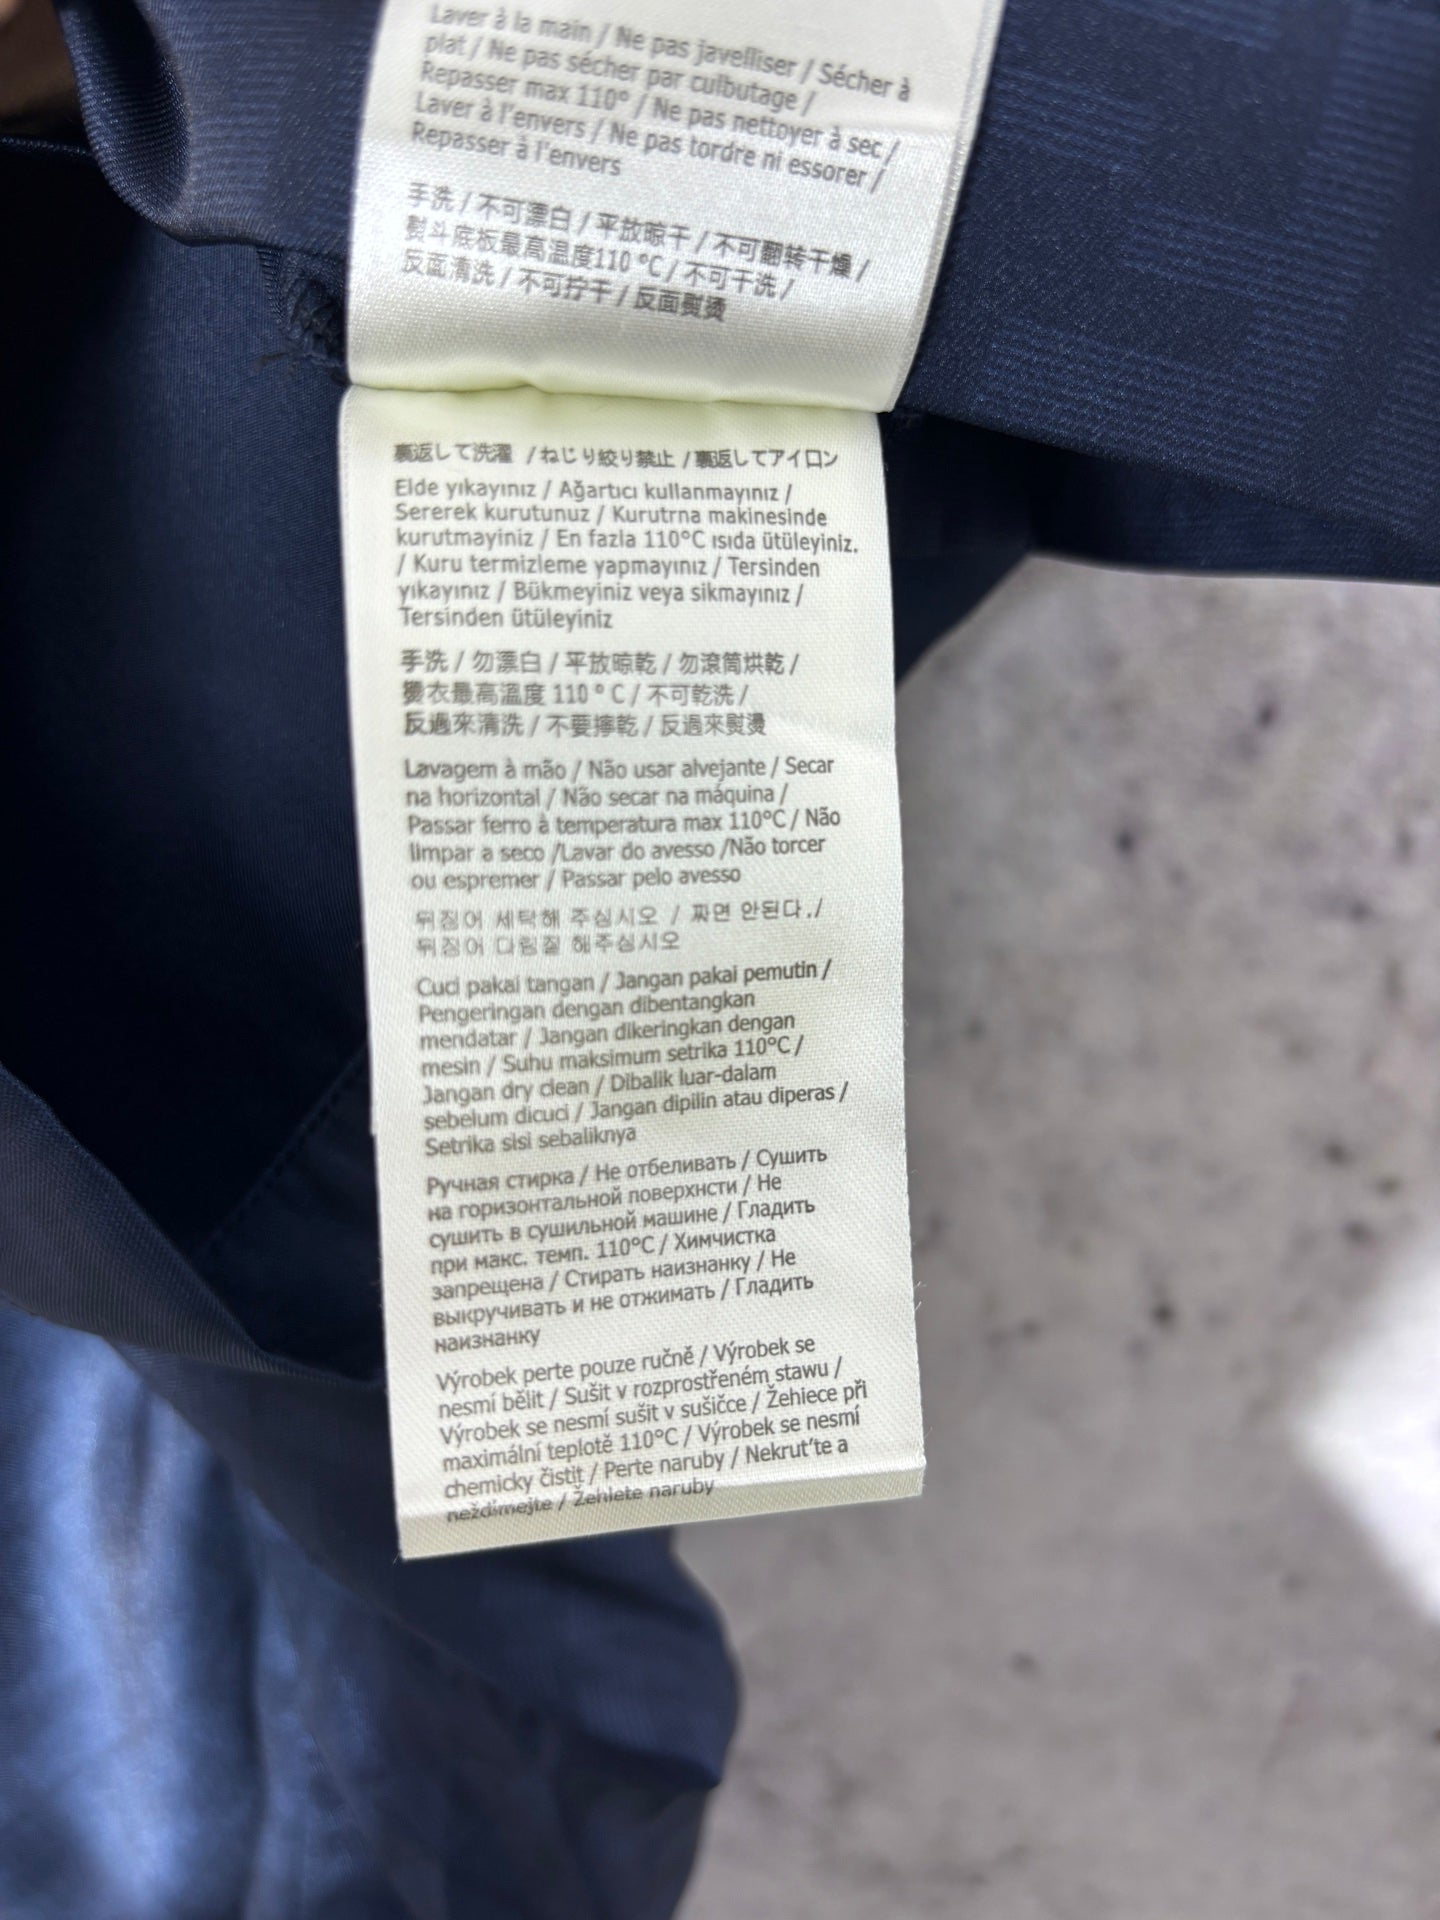 Laver à la main / Ne pas javelliser / Sécher à
plat / Ne pas sécher par culbutage /
Repasser max 110° / Ne pas nettoyer à sec /
Laver à l'envers / Ne pas tordre ni essorer /
Repasser à l'envers
手洗 / 不可漂白 / 平放晾干 / 不可翻转干燥 /
熨斗底板最高温度110 °C / 不可干洗 /
反面清洗 / 不可拧干 / 反面熨烫
裏返して洗濯 /ねじり絞り禁止 /裏返してアイロン
Elde yıkayınız / Ağartıcı kullanmayınız /
Sererek kurutunuz / Kurutrna makinesinde
kurutmayiniz / En fazla 110°C ısıda ütüleyiniz.
/ Kuru termizleme yapmayınız / Tersinden
yıkayınız / Bükmeyiniz veya sikmayınız /
Tersinden ütüleyiniz
手洗 / 勿漂白 / 平放晾乾 / 勿滾筒烘乾 /
燙衣最高溫度 110 ° C / 不可乾洗 /
反過來清洗 / 不要擰乾 / 反過來熨燙
Lavagem à mão / Não usar alvejante / Secar
na horizontal / Não secar na máquina /
Passar ferro à temperatura max 110°C / Não
limpar a seco /Lavar do avesso /Não torcer
ou espremer / Passar pelo avesso
뒤집어 세탁해 주십시오 / 짜면 안된다./
뒤집어 다림질 해주십시오
Cuci pakai tangan / Jangan pakai pemutin /
Pengeringan dengan dibentangkan
mendatar / Jangan dikeringkan dengan
mesin / Suhu maksimum setrika 110°C /
Jangan dry clean / Dibalik luar-dalam
sebelum dicuci / Jangan dipilin atau diperas /
Setrika sisi sebaliknya
Ручная стирка / Не отбеливать / Сушить
на горизонтальной поверхнсти / Не
сушить в сушильной машине / Гладить
при макс. темп. 110°C / Химчистка
запрещена / Стирать наизнанку / Не
выкручивать и не отжимать / Гладить
наизнанку
Výrobek perte pouze ručně / Výrobek se
nesmí bělit / Sušit v rozprostřeném stawu /
Výrobek se nesmí sušit v sušičce / Žehiece při
maximální teplotě 110°C / Výrobek se nesmí
chemicky čistit / Perte naruby / Nekrut'te a
neždímejte / Žehlete naruby